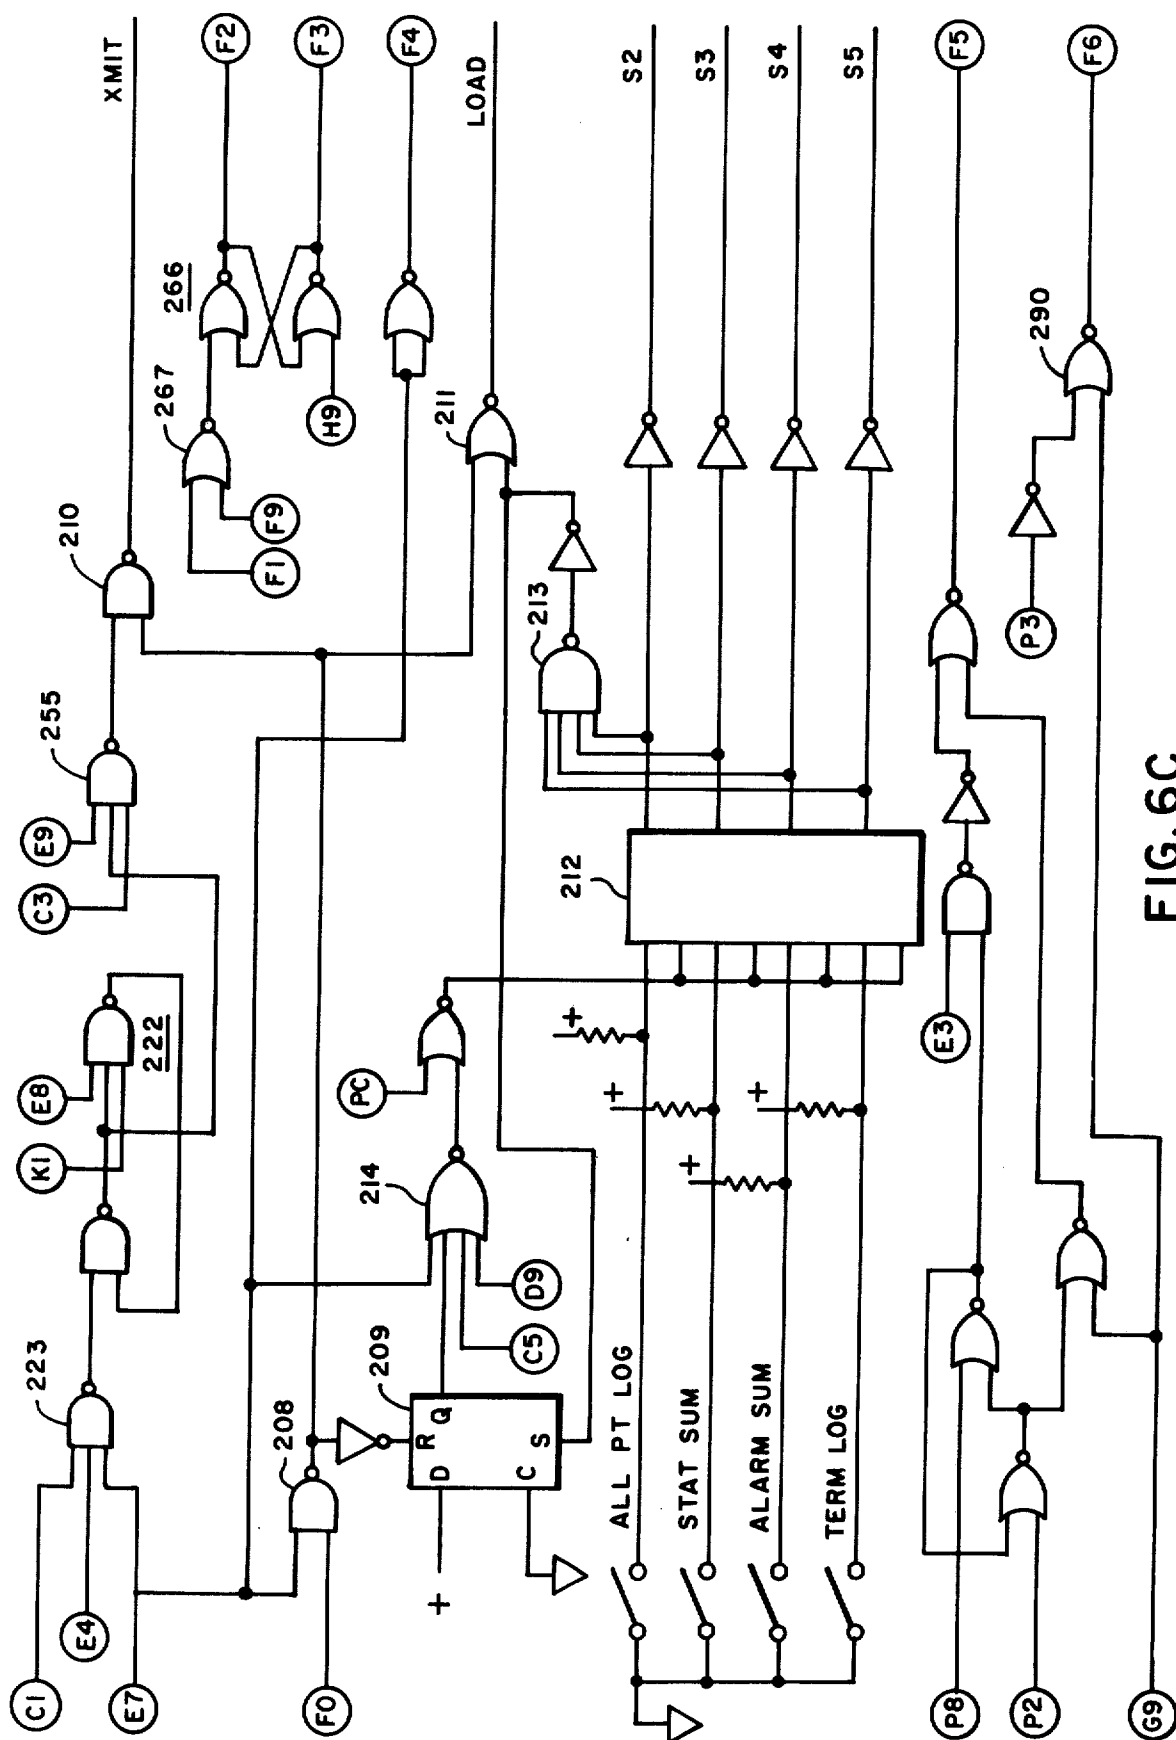 C1
E4
E7
F0
223
208
K1
E8
222
C3
E9
255
210
XMIT
F1
F9
267
266
F2
F3
H9
F4
211
LOAD
+
D
R
Q
C
S
209
C5
D9
214
PC
213
212
ALL PT LOG
STAT SUM
ALARM SUM
TERM LOG
+
+
+
+
S2
S3
S4
S5
P8
P2
G9
E3
P3
290
F5
F6
FIG. 6C